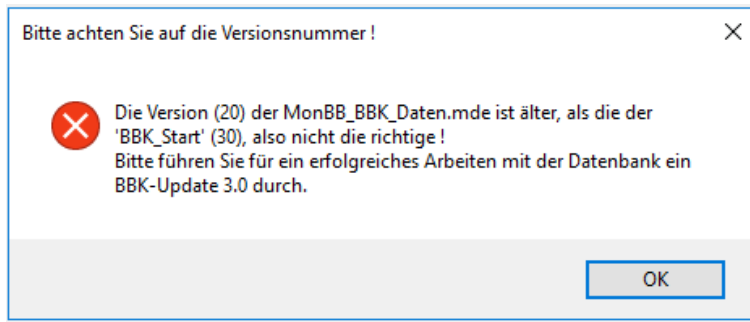 Bitte achten Sie auf die Versionsnummer !
Die Version (20) der MonBB_BBK_Daten.mde ist älter, als die der
'BBK_Start' (30), also nicht die richtige !
Bitte führen Sie für ein erfolgreiches Arbeiten mit der Datenbank ein
BBK-Update 3.0 durch.
OK